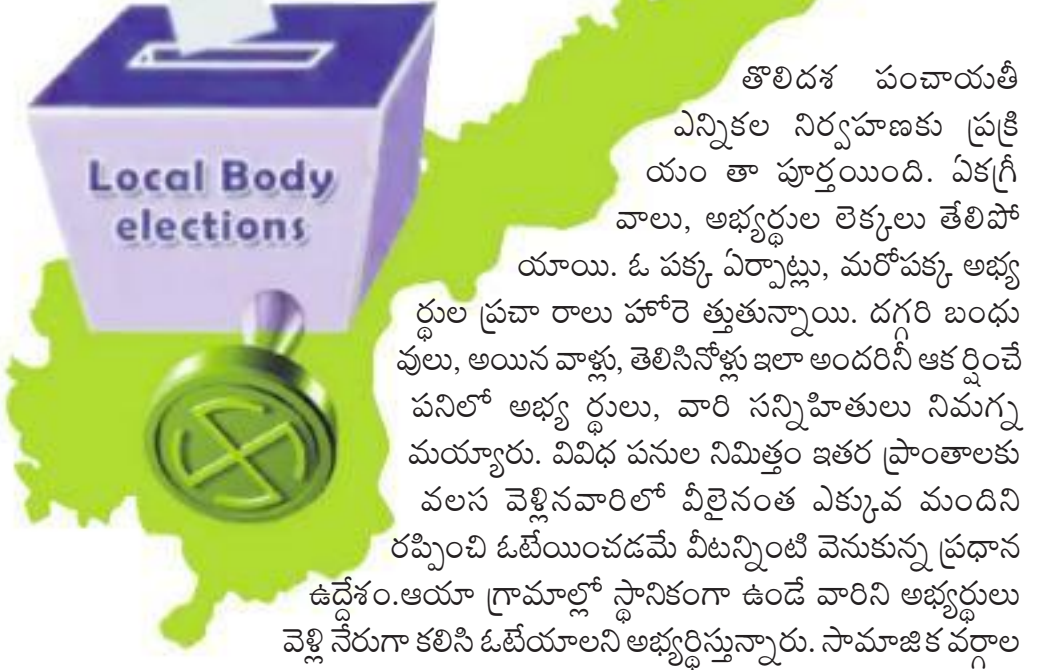 Local Body
elections
తొలిదశ పంచాయతీ
ఎన్నికల నిర్వహణకు ప్రక్రి
యం తా పూర్తయింది. ఏకగ్రీ
వాలు, అభ్యర్థుల లెక్కలు తేలిపో
యాయి. ఓ పక్క ఏర్పాట్లు, మరోపక్క అభ్య
ర్థుల ప్రచా రాలు హోరె త్తుతున్నాయి. దగ్గరి బంధు
వులు, అయిన వాళ్లు, తెలిసినోళ్లు ఇలా అందరినీ ఆక ర్షించే
పనిలో అభ్య ర్థులు, వారి సన్నిహితులు నిమగ్న
మయ్యారు. వివిధ పనుల నిమిత్తం ఇతర ప్రాంతాలకు
వలస వెళ్లినవారిలో వీలైనంత ఎక్కువ మందిని
రప్పించి ఓటేయించడమే వీటన్నింటి వెనుకున్న ప్రధాన
ఉద్దేశం.ఆయా గ్రామాల్లో స్థానికంగా ఉండే వారిని అభ్యర్థులు
వెళ్లి నేరుగా కలిసి ఓటేయాలని అభ్యర్థిస్తున్నారు. సామాజిక వర్గాల